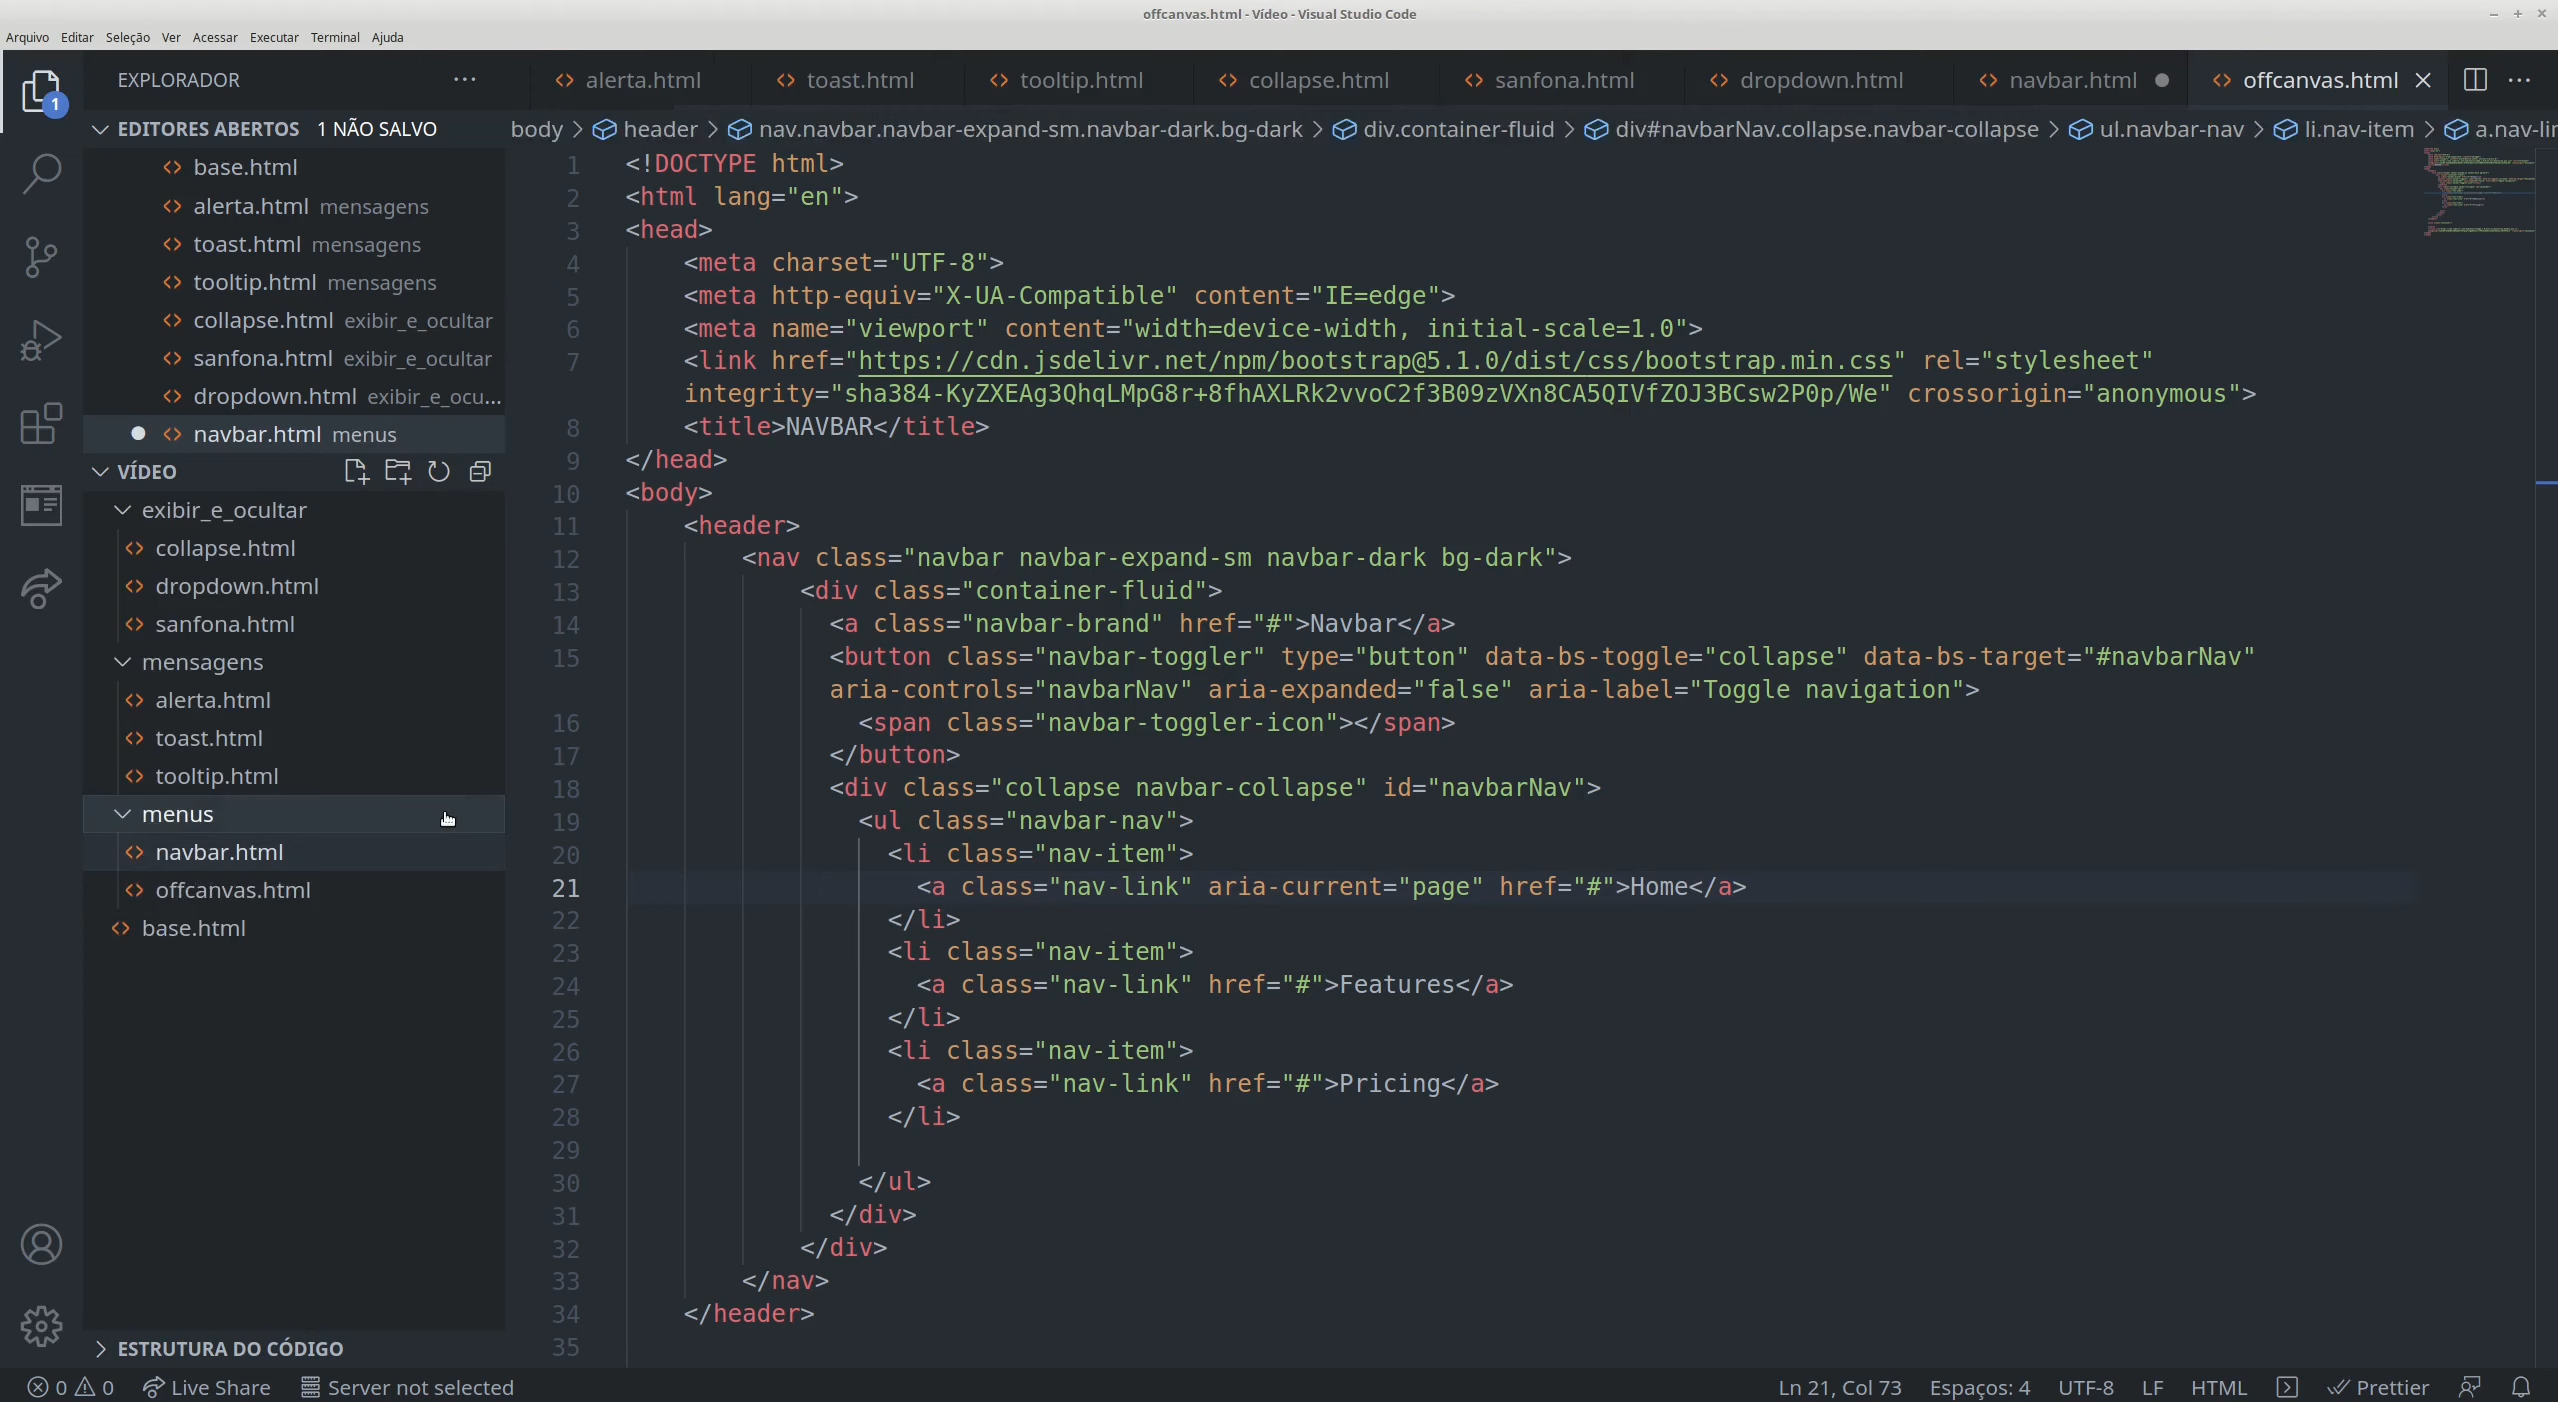 offcanvas.html - Vídeo - Visual Studio Code
Arquivo Editar Seleção Ver Acessar Executar Terminal Ajuda
EXPLORADOR
alerta.html toast.html tooltip.html collapse.html sanfona.html dropdown.html navbar.html offcanvas.html
1
EDITORES ABERTOS 1 NÃO SALVO
base.html
alerta.html mensagens
toast.html mensagens
tooltip.html mensagens
collapse.html exibir_e_ocultar
sanfona.html exibir_e_ocultar
dropdown.html exibir_e_ocu...
navbar.html menus
VÍDEO
exibir_e_ocultar
collapse.html
dropdown.html
sanfona.html
mensagens
alerta.html
toast.html
tooltip.html
menus
navbar.html
offcanvas.html
base.html
ESTRUTURA DO CÓDIGO
body > header > nav.navbar.navbar-expand-sm.navbar-dark.bg-dark > div.container-fluid > div#navbarNav.collapse.navbar-collapse > ul.navbar-nav > li.nav-item > a.nav-lin
1 <!DOCTYPE html>
2 <html lang="en">
3 <head>
4 <meta charset="UTF-8">
5 <meta http-equiv="X-UA-Compatible" content="IE=edge">
6 <meta name="viewport" content="width=device-width, initial-scale=1.0">
7 <link href="https://cdn.jsdelivr.net/npm/bootstrap@5.1.0/dist/css/bootstrap.min.css" rel="stylesheet"
integrity="sha384-KyZXEAg3QhqLMpG8r+8fhAXLRk2vvoC2f3B09zVXn8CA5QIVfZOJ3BCsw2P0p/We" crossorigin="anonymous">
8 <title>NAVBAR</title>
9 </head>
10 <body>
11 <header>
12 <nav class="navbar navbar-expand-sm navbar-dark bg-dark">
13 <div class="container-fluid">
14 <a class="navbar-brand" href="#">Navbar</a>
15 <button class="navbar-toggler" type="button" data-bs-toggle="collapse" data-bs-target="#navbarNav"
aria-controls="navbarNav" aria-expanded="false" aria-label="Toggle navigation">
16 <span class="navbar-toggler-icon"></span>
17 </button>
18 <div class="collapse navbar-collapse" id="navbarNav">
19 <ul class="navbar-nav">
20 <li class="nav-item">
21 <a class="nav-link" aria-current="page" href="#">Home</a>
22 </li>
23 <li class="nav-item">
24 <a class="nav-link" href="#">Features</a>
25 </li>
26 <li class="nav-item">
27 <a class="nav-link" href="#">Pricing</a>
28 </li>
29
30 </ul>
31 </div>
32 </div>
33 </nav>
34 </header>
35
0 0 Live Share Server not selected Ln 21, Col 73 Espaços: 4 UTF-8 LF HTML Prettier